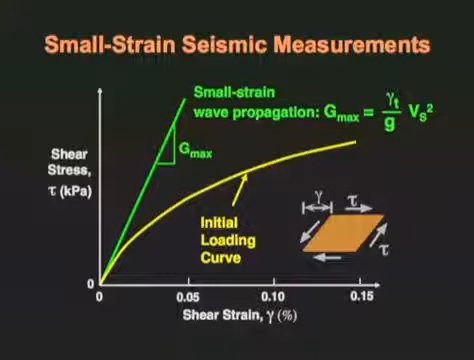 Small-Strain Seismic Measurements
Small-strain
wave propagation: Gmax = γt/g Vs²
Gmax
Shear
Stress,
τ (kPa)
Initial
Loading
Curve
γ
τ
τ
0
0
0.05
0.10
0.15
Shear Strain, γ (%)